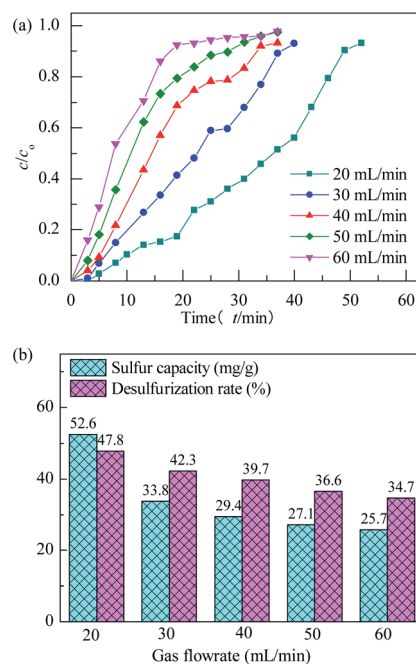 (a)
1.0
0.8
0.6
0.4
0.2
0.0
c/c₀
20 mL/min
30 mL/min
40 mL/min
50 mL/min
60 mL/min
0 10 20 30 40 50 60
Time( t/min)
(b)
Sulfur capacity (mg/g)
Desulfurization rate (%)
60
40
20
0
52.6
47.8
33.8
42.3
29.4
39.7
27.1
36.6
25.7
34.7
20 30 40 50 60
Gas flowrate (mL/min)